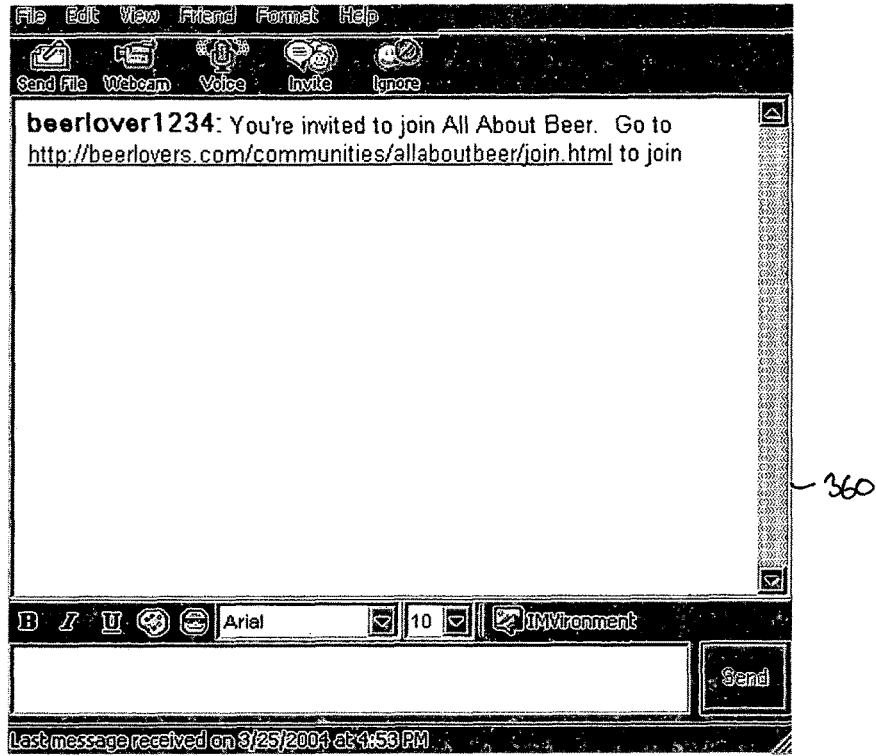 File Edit View Friend Format Help
Send File Webcam Voice Invite Ignore
beerlover1234: You're invited to join All About Beer. Go to
http://beerlovers.com/communities/allaboutbeer/join.html to join
360
B I U Arial 10 IMVironment
Send
Last message received on 3/25/2004 at 4:53 PM